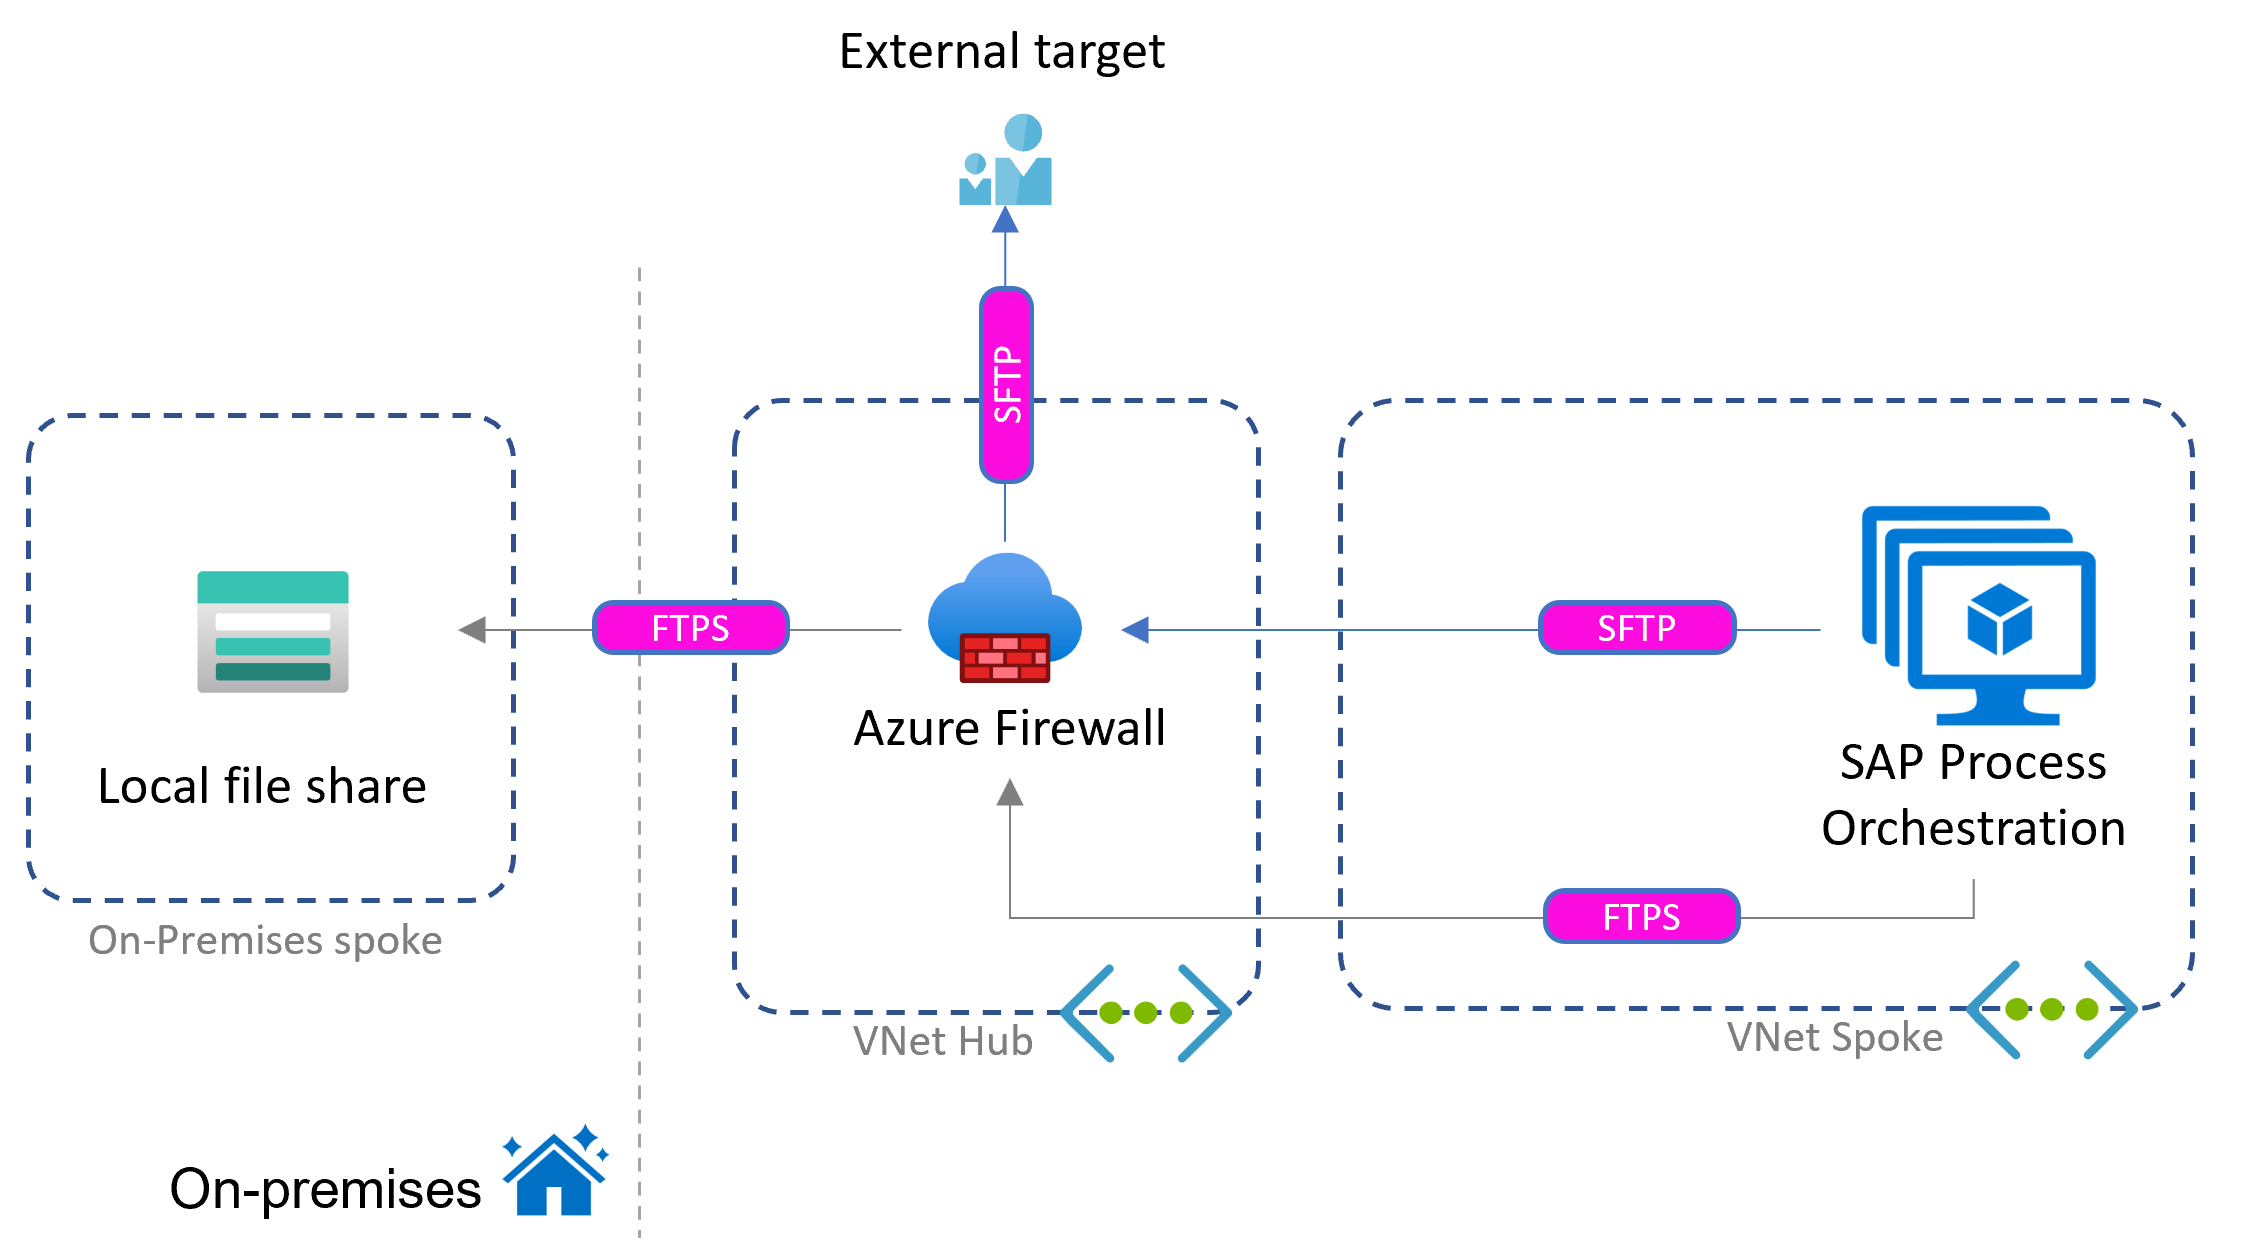 External target
SFTP
FTPS
SFTP
Azure Firewall
SAP Process
Orchestration
Local file share
FTPS
On-Premises spoke
VNet Hub
VNet Spoke
On-premises